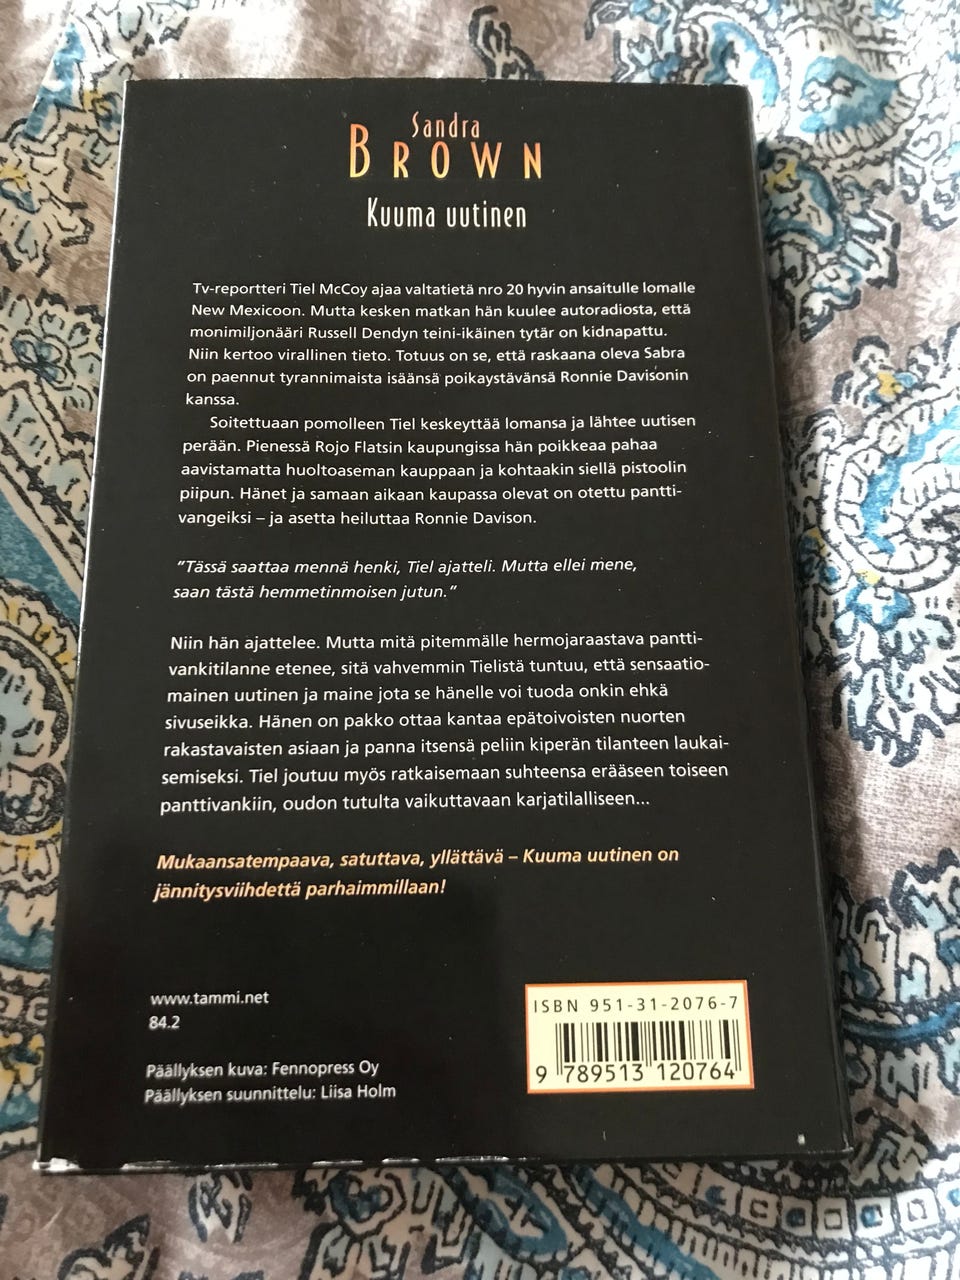 Sandra
BROWN
Kuuma uutinen
Tv-reportteri Tiel McCoy ajaa valtatietä nro 20 hyvin ansaitulle lomalle
New Mexicoon. Mutta kesken matkan hän kuulee autoradiosta, että
monimiljonääri Russell Dendyn teini-ikäinen tytär on kidnapattu.
Niin kertoo virallinen tieto. Totuus on se, että raskaana oleva Sabra
on paennut tyrannimaista isäänsä poikaystävänsä Ronnie Davisonin
kanssa.
Soitettuaan pomolleen Tiel keskeyttää lomansa ja lähtee uutisen
perään. Pienessä Rojo Flatsin kaupungissa hän poikkeaa pahaa
aavistamatta huoltoaseman kauppaan ja kohtaakin siellä pistoolin
piipun. Hänet ja samaan aikaan kaupassa olevat on otettu pantti-
vangeiksi – ja asetta heiluttaa Ronnie Davison.
"Tässä saattaa mennä henki, Tiel ajatteli. Mutta ellei mene,
saan tästä hemmetinmoisen jutun."
Niin hän ajattelee. Mutta mitä pitemmälle hermojaraastava pantti-
vankitilanne etenee, sitä vahvemmin Tielistä tuntuu, että sensaatio-
mainen uutinen ja maine jota se hänelle voi tuoda onkin ehkä
sivuseikka. Hänen on pakko ottaa kantaa epätoivoisten nuorten
rakastavaisten asiaan ja panna itsensä peliin kiperän tilanteen laukai-
semiseksi. Tiel joutuu myös ratkaisemaan suhteensa erääseen toiseen
panttivankiin, oudon tutulta vaikuttavaan karjatilalliseen...
Mukaansatempaava, satuttava, yllättävä – Kuuma uutinen on
jännitysviihdettä parhaimmillaan!
www.tammi.net
84.2
Päällyksen kuva: Fennopress Oy
Päällyksen suunnittelu: Liisa Holm
ISBN 951-31-2076-7
9 789513 120764